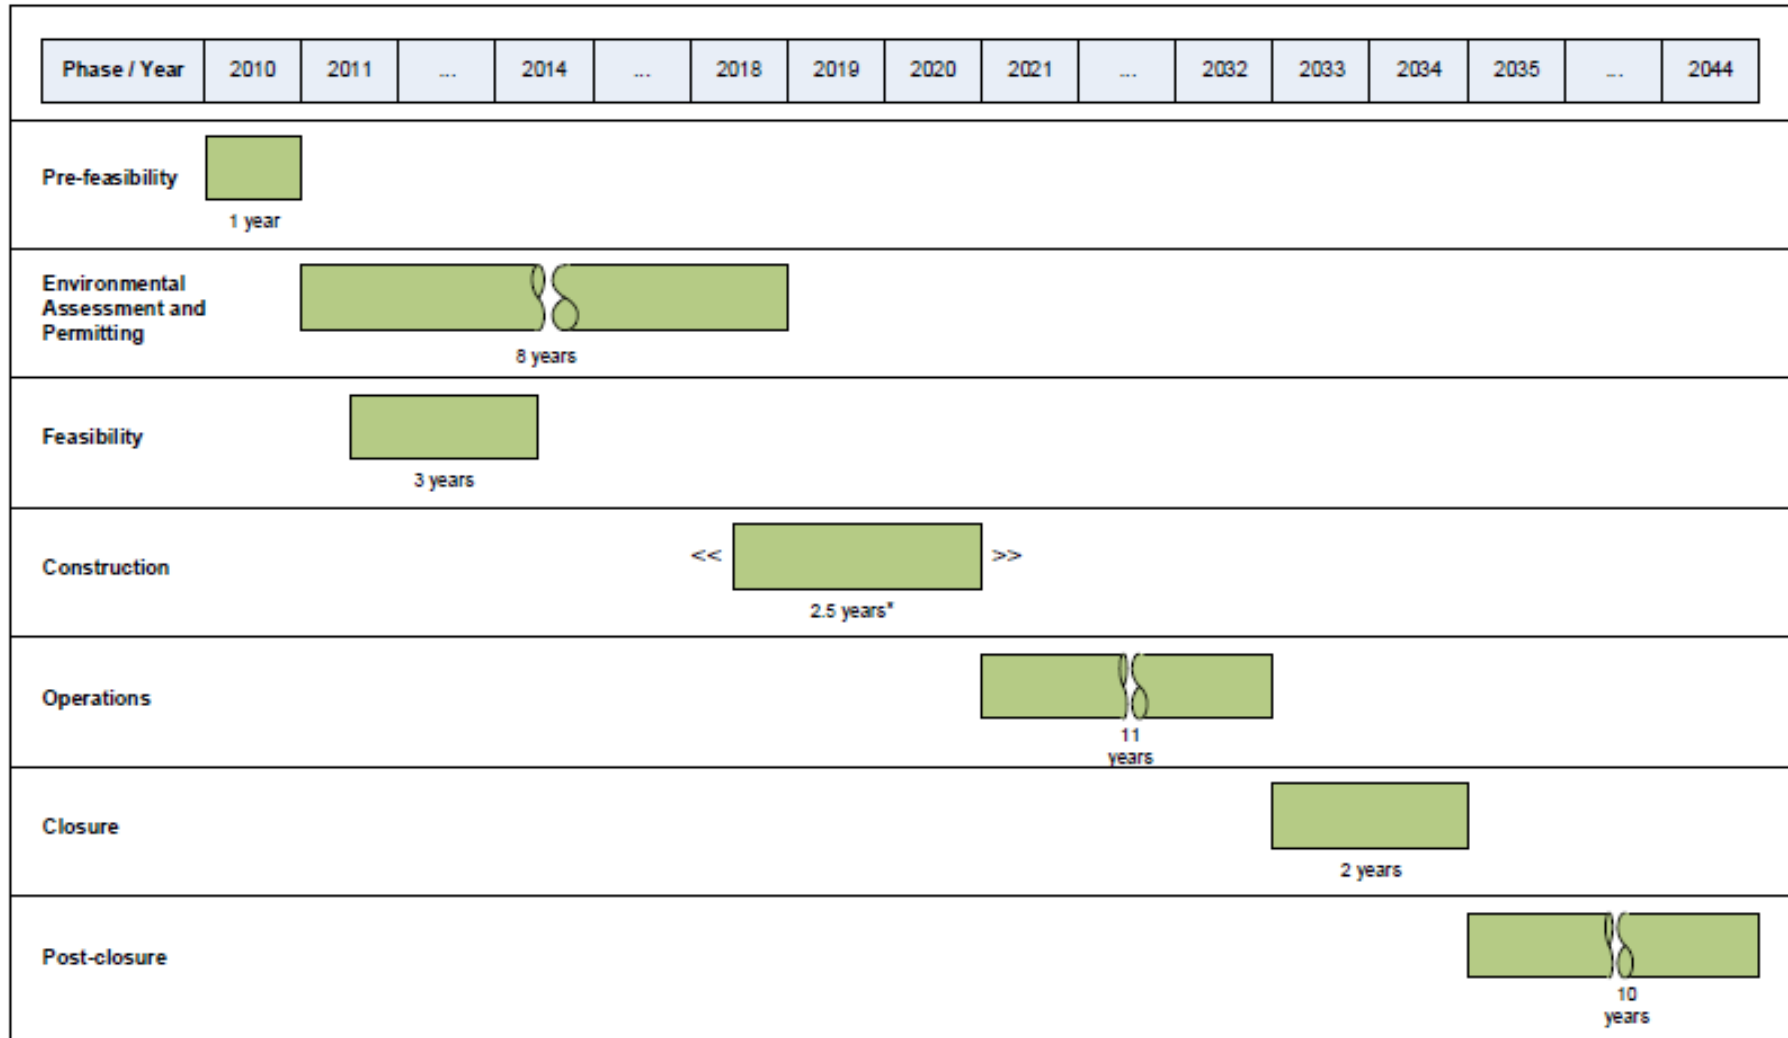 Phase / Year 2010 2011 ... 2014 ... 2018 2019 2020 2021 ... 2032 2033 2034 2035 ... 2044
Pre-feasibility
1 year
Environmental
Assessment and
Permitting
8 years
Feasibility
3 years
Construction
<< >>
2.5 years*
Operations
11
years
Closure
2 years
Post-closure
10
years